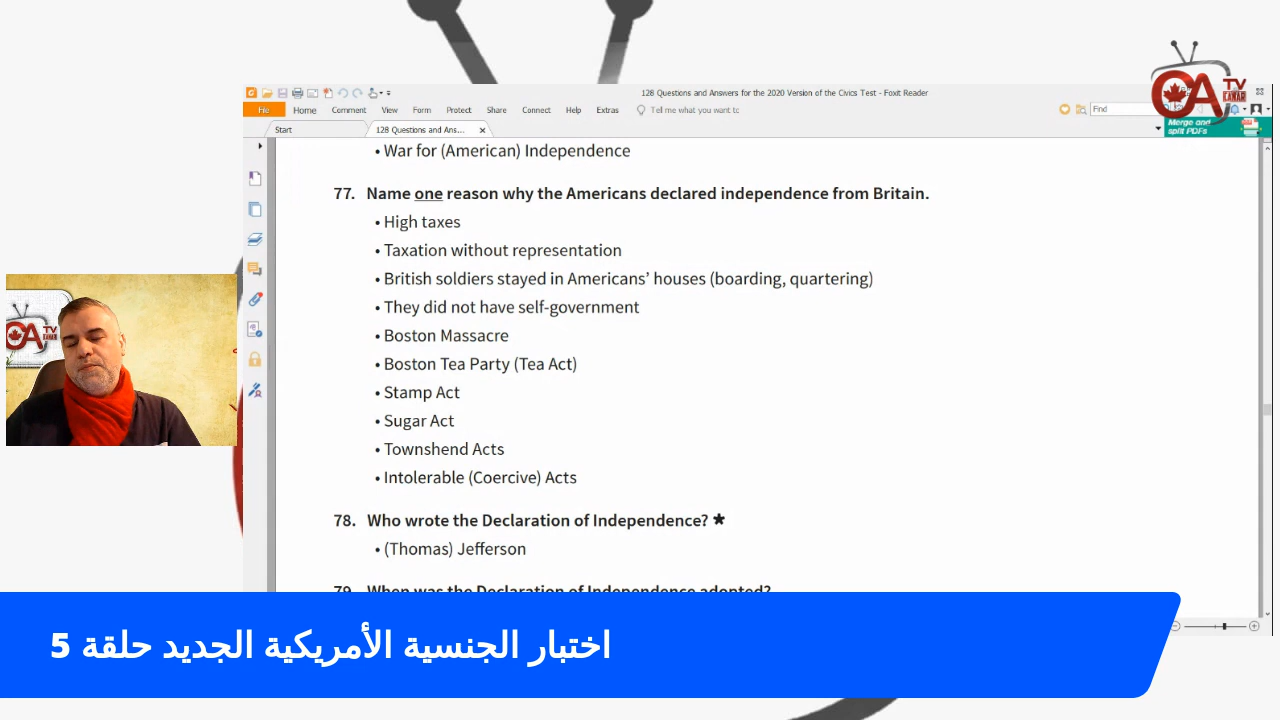 128 Questions and Answers for the 2020 Version of the Civics Test - Foxit Reader
File Home Comment View Form Protect Share Connect Help Extras Tell me what you want to Find
Start 128 Questions and Ans...
Merge and
split PDFs
CA TV
KANAR
• War for (American) Independence
77. Name one reason why the Americans declared independence from Britain.
• High taxes
• Taxation without representation
• British soldiers stayed in Americans’ houses (boarding, quartering)
• They did not have self-government
• Boston Massacre
• Boston Tea Party (Tea Act)
• Stamp Act
• Sugar Act
• Townshend Acts
• Intolerable (Coercive) Acts
78. Who wrote the Declaration of Independence? ★
• (Thomas) Jefferson
79. When was the Declaration of Independence adopted?
اختبار الجنسية الأمريكية الجديد حلقة 5